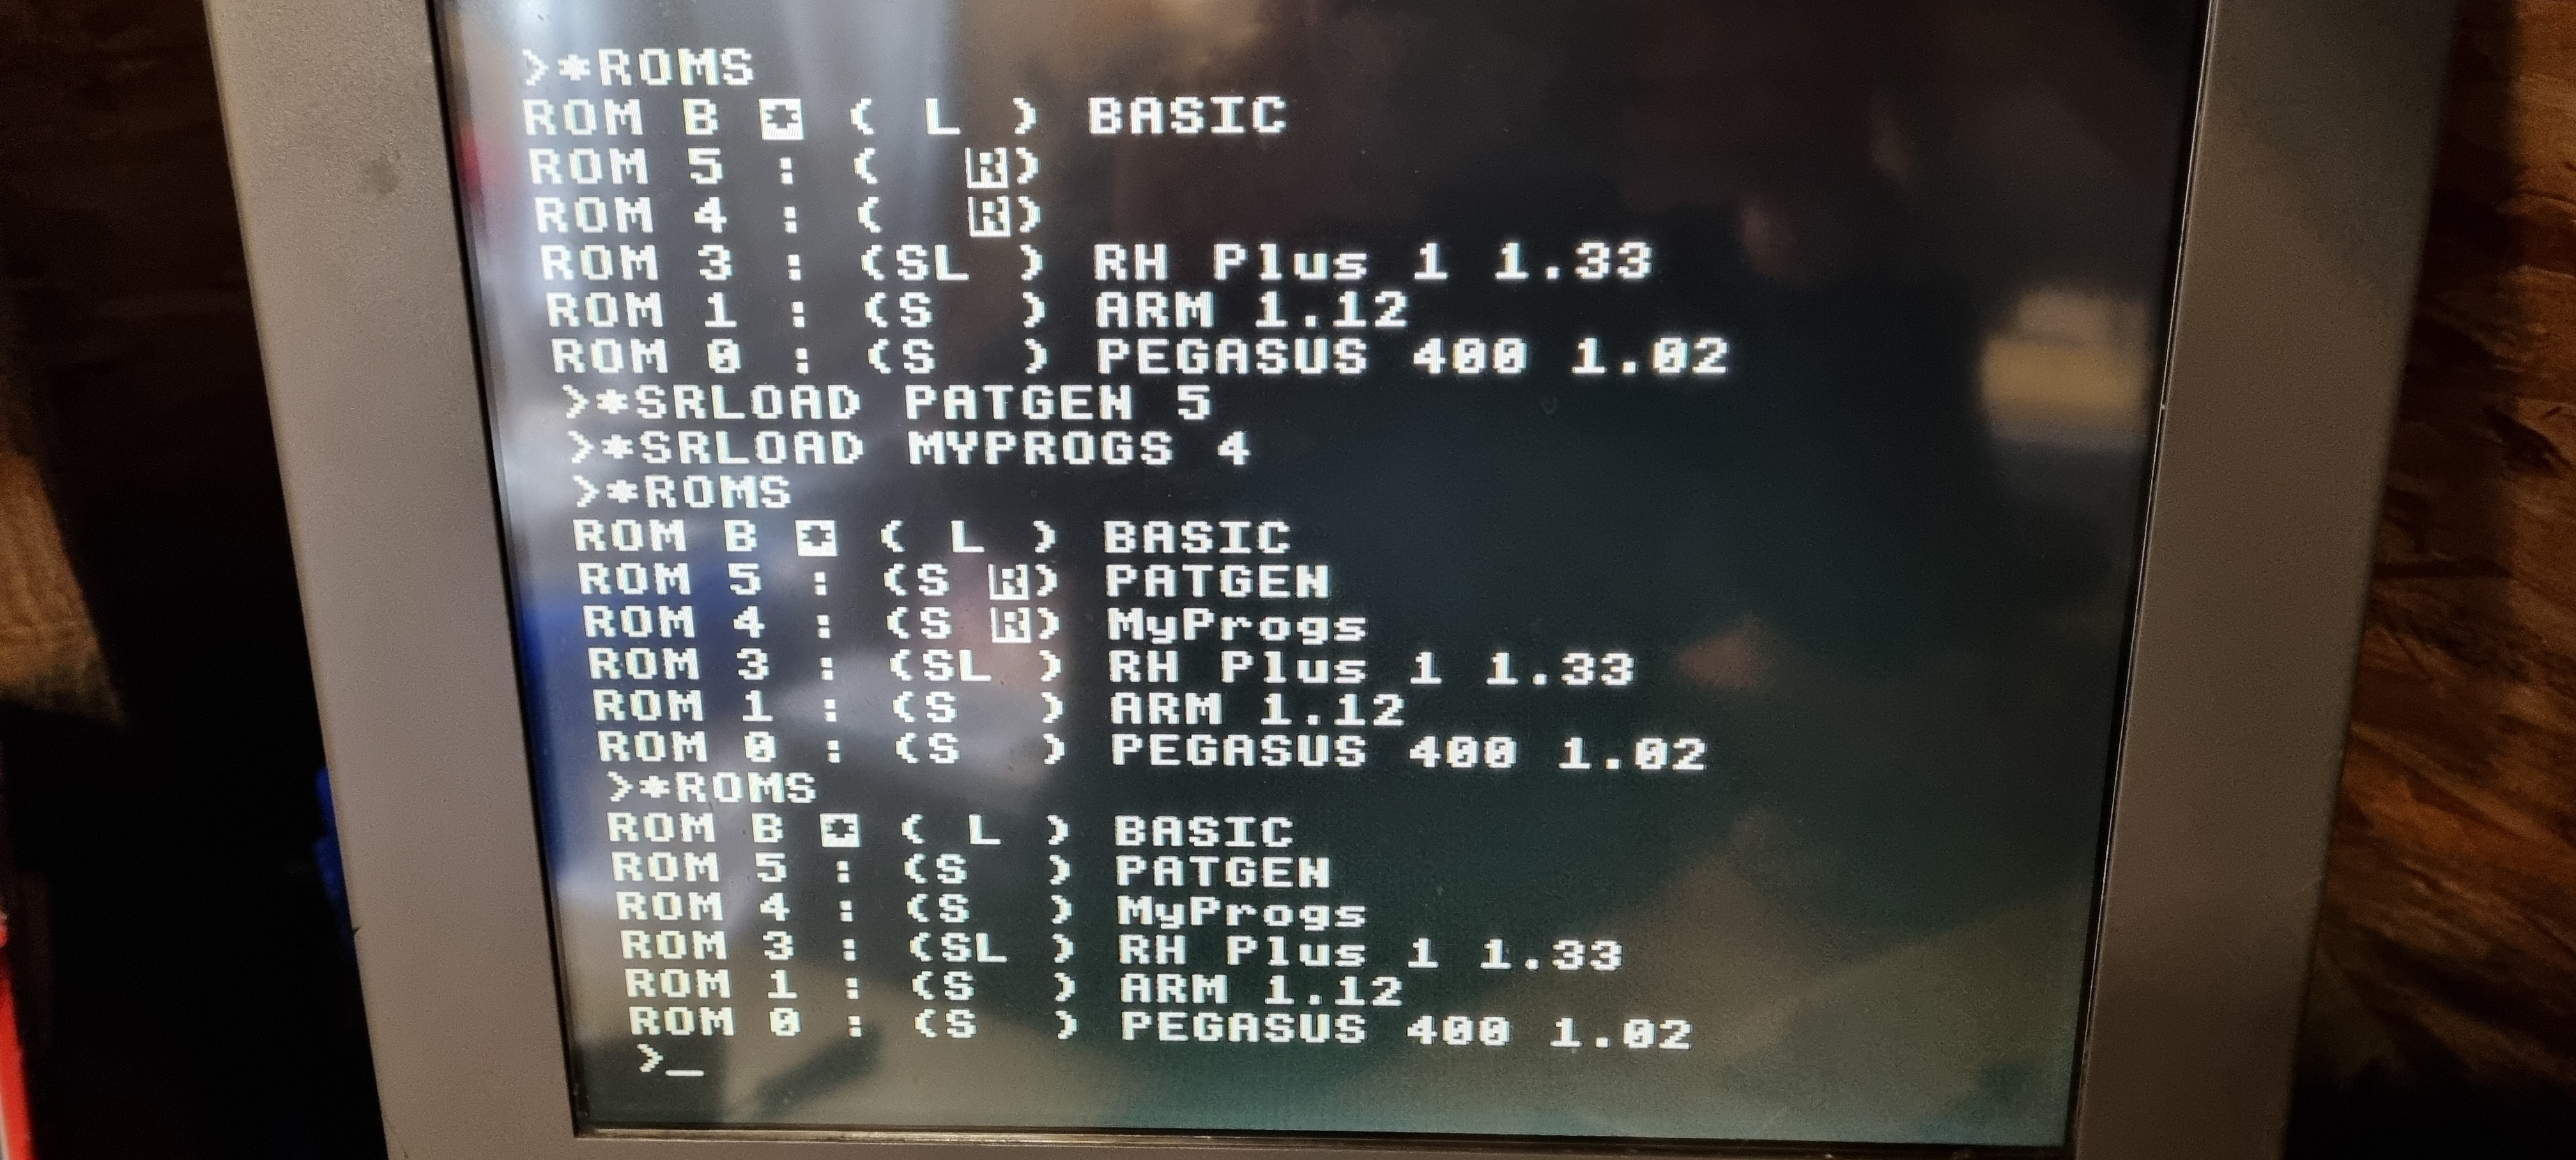 >*ROMS
ROM B * ( L ) BASIC
ROM 5 : (  R)
ROM 4 : (  R)
ROM 3 : (SL ) RH Plus 1 1.33
ROM 1 : (S  ) ARM 1.12
ROM 0 : (S  ) PEGASUS 400 1.02
>*SRLOAD PATGEN 5
>*SRLOAD MYPROGS 4
>*ROMS
ROM B * ( L ) BASIC
ROM 5 : (S R) PATGEN
ROM 4 : (S R) MyProgs
ROM 3 : (SL ) RH Plus 1 1.33
ROM 1 : (S  ) ARM 1.12
ROM 0 : (S  ) PEGASUS 400 1.02
>*ROMS
ROM B * ( L ) BASIC
ROM 5 : (S  ) PATGEN
ROM 4 : (S  ) MyProgs
ROM 3 : (SL ) RH Plus 1 1.33
ROM 1 : (S  ) ARM 1.12
ROM 0 : (S  ) PEGASUS 400 1.02
>_